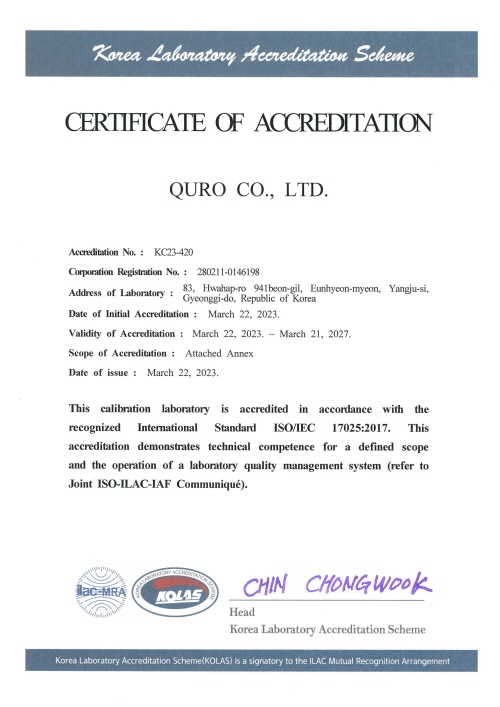 Korea Laboratory Accreditation Scheme
CERTIFICATE OF ACCREDITATION
QURO CO., LTD.
Accreditation No. : KC23-420
Corporation Registration No. : 280211-0146198
Address of Laboratory : 83, Hwahap-ro 941beon-gil, Eunhyeon-myeon, Yangju-si,
Gyeonggi-do, Republic of Korea
Date of Initial Accreditation : March 22, 2023.
Validity of Accreditation : March 22, 2023. ~ March 21, 2027.
Scope of Accreditation : Attached Annex
Date of issue : March 22, 2023.
This calibration laboratory is accredited in accordance with the
recognized International Standard ISO/IEC 17025:2017. This
accreditation demonstrates technical competence for a defined scope
and the operation of a laboratory quality management system (refer to
Joint ISO-ILAC-IAF Communiqué).
ilac-MRA
KOREA LABORATORY ACCREDITATION SCHEME
KOLAS
CHIN CHONGWOOK
Head
Korea Laboratory Accreditation Scheme
Korea Laboratory Accreditation Scheme(KOLAS) is a signatory to the ILAC Mutual Recognition Arrangement